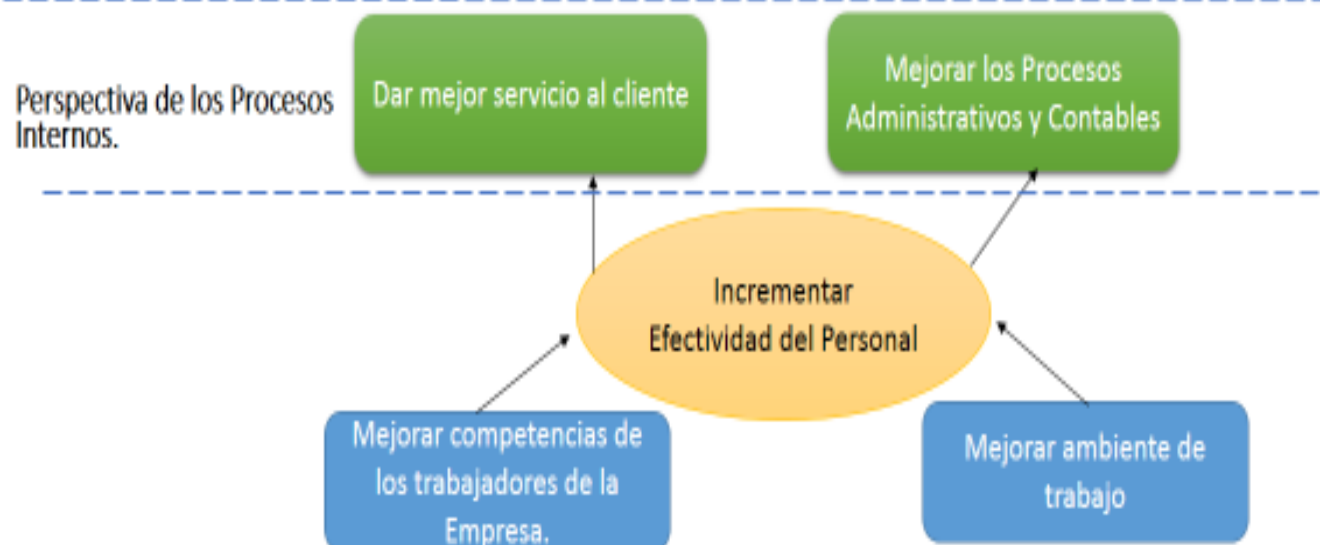 Perspectiva de los Procesos
Internos.
Dar mejor servicio al cliente
Mejorar los Procesos
Administrativos y Contables
Incrementar
Efectividad del Personal
Mejorar competencias de
los trabajadores de la
Empresa.
Mejorar ambiente de
trabajo